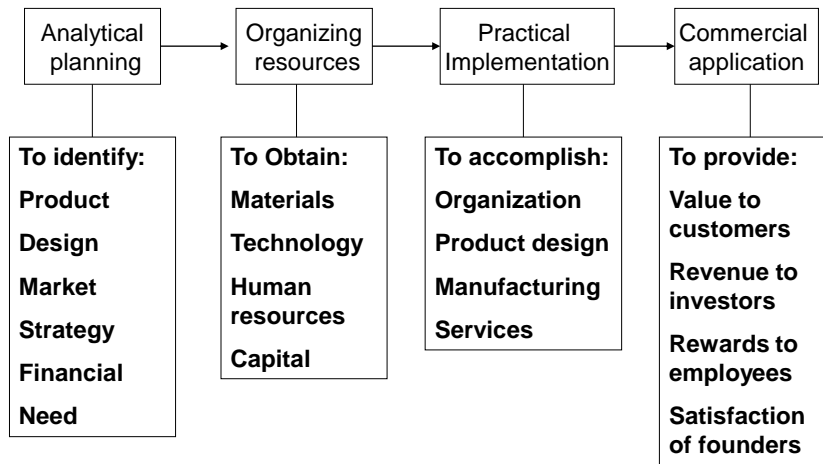 Analytical
planning
Organizing
resources
Practical
Implementation
Commercial
application
To identify:
Product
Design
Market
Strategy
Financial
Need
To Obtain:
Materials
Technology
Human
resources
Capital
To accomplish:
Organization
Product design
Manufacturing
Services
To provide:
Value to
customers
Revenue to
investors
Rewards to
employees
Satisfaction
of founders